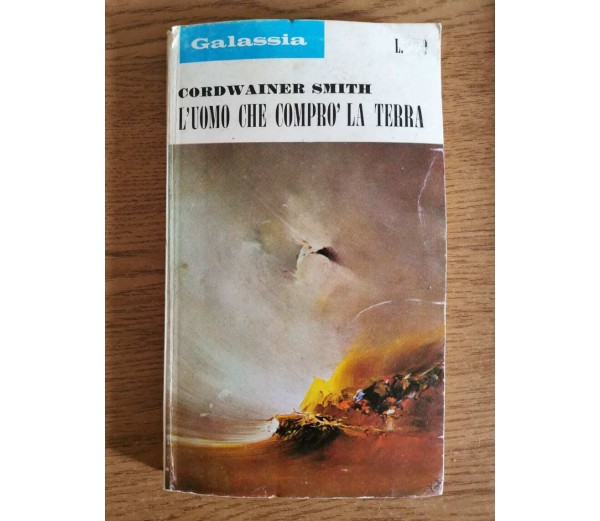 Galassia
L.
CORDWAINER SMITH
L'UOMO CHE COMPRO' LA TERRA